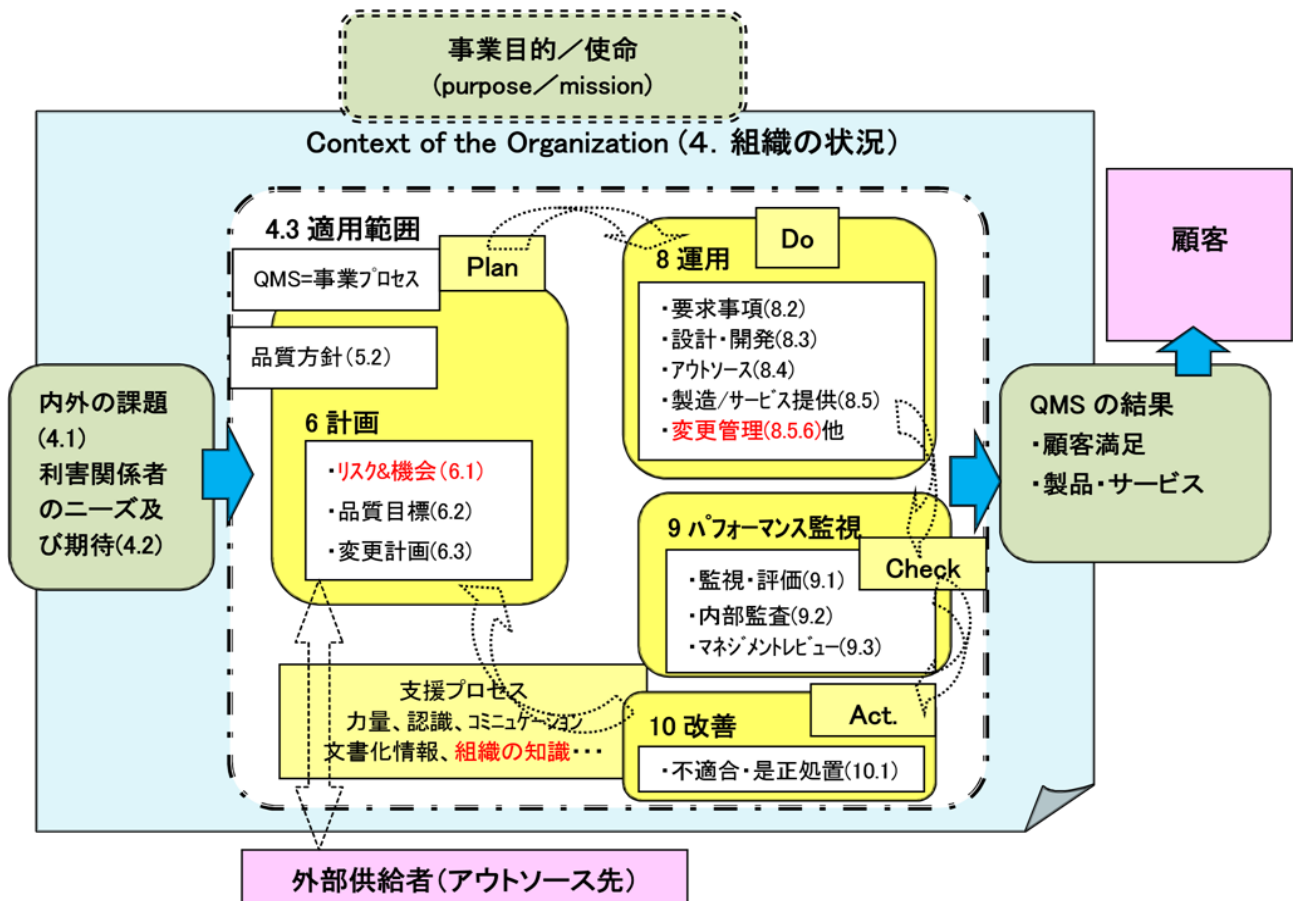 事業目的／使命
(purpose／mission)
Context of the Organization (4．組織の状況)
4.3 適用範囲
QMS=事業ﾌﾟﾛｾｽ
Plan
品質方針(5.2)
6 計画
・ﾘｽｸ&機会(6.1)
・品質目標(6.2)
・変更計画(6.3)
Do
8 運用
・要求事項(8.2)
・設計・開発(8.3)
・ｱｳﾄｿｰｽ(8.4)
・製造/ｻｰﾋﾞｽ提供(8.5)
・変更管理(8.5.6)他
9 ﾊﾟﾌｫｰﾏﾝｽ監視
Check
・監視・評価(9.1)
・内部監査(9.2)
・ﾏﾈｼﾞﾒﾝﾄﾚﾋﾞｭｰ(9.3)
Act.
10 改善
・不適合・是正処置(10.1)
支援プロセス
力量、認識、ｺﾐﾆｭｹｰｼｮﾝ
文書化情報、組織の知識・・・
内外の課題
(4.1)
利害関係者
のニーズ及
び期待(4.2)
QMS の結果
・顧客満足
・製品・サービス
顧客
外部供給者（アウトソース先）